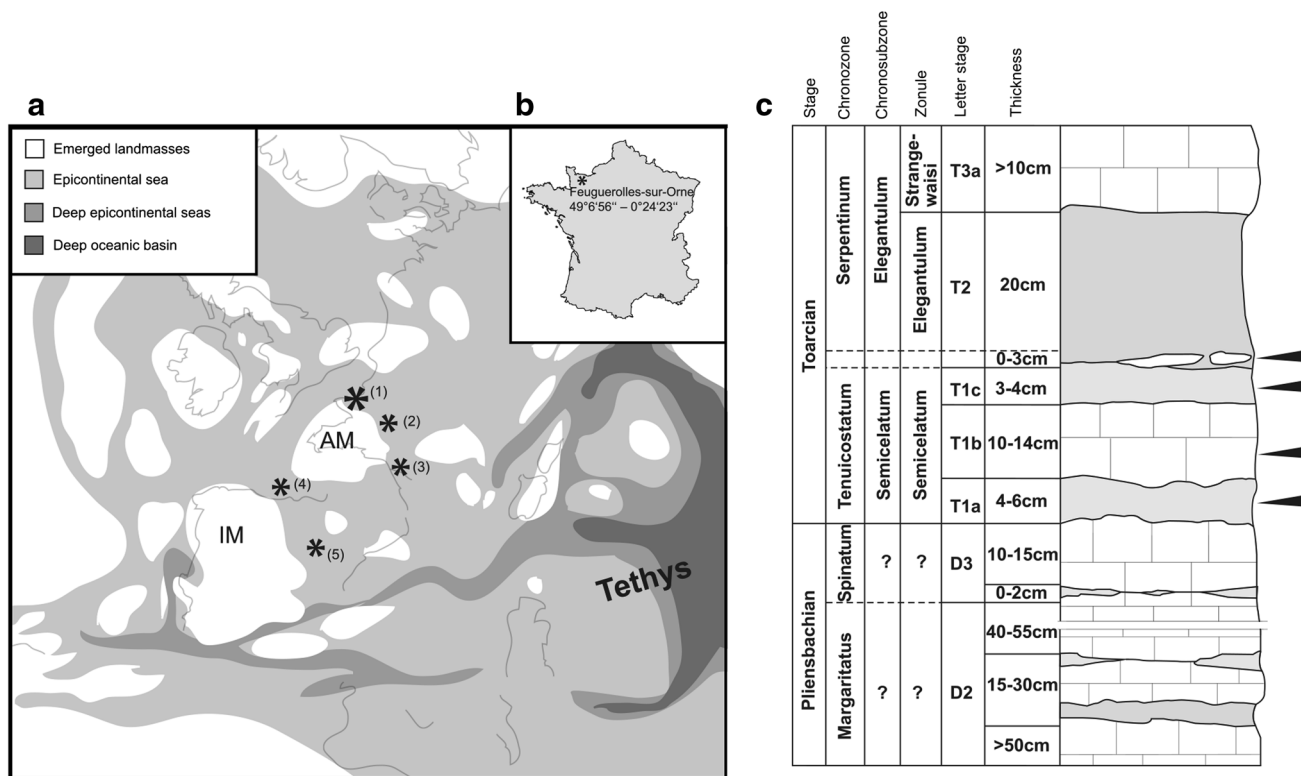 a
Emerged landmasses
Epicontinental sea
Deep epicontinental seas
Deep oceanic basin
(1)
(2)
AM
(3)
(4)
IM
(5)
Tethys
b
*
Feuguerolles-sur-Orne
49°6'56“ – 0°24'23“
c
Stage
Chronozone
Chronosubzone
Zonule
Letter stage
Thickness
Toarcian
Pliensbachian
Serpentinum
Tenuicostatum
Spinatum
Margaritatus
Elegantulum
Semicelatum
?
?
Strange-
waisi
Elegantulum
Semicelatum
?
?
T3a
T2
T1c
T1b
T1a
D3
D2
>10cm
20cm
0-3cm
3-4cm
10-14cm
4-6cm
10-15cm
0-2cm
40-55cm
15-30cm
>50cm